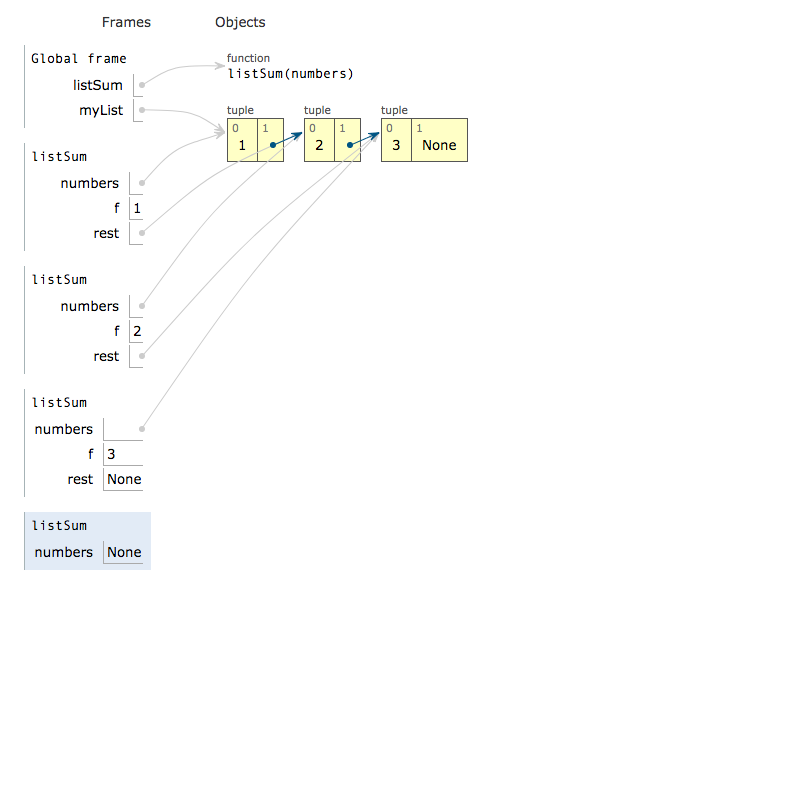 Frames Objects
Global frame
listSum
myList
function
listSum(numbers)
tuple tuple tuple
0 1 0 1 0 1
1 2 3 None
listSum
numbers
f 1
rest
listSum
numbers
f 2
rest
listSum
numbers
f 3
rest None
listSum
numbers None